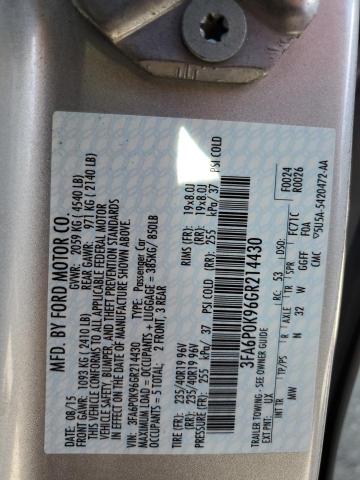 MFD. BY FORD MOTOR CO.
DATE: 08/15 GVWR: 2059 KG ( 4540 LB)
FRONT GAWR: 1093 KG (2410 LB) REAR GAWR: 971 KG ( 2140 LB)
THIS VEHICLE CONFORMS TO ALL APPLICABLE FEDERAL MOTOR
VEHICLE SAFETY, BUMPER, AND THEFT PREVENTION STANDARDS
IN EFFECT ON THE DATE OF MANUFACTURE SHOWN ABOVE.
VIN: 3FA6P0K96GR214430 TYPE: Passenger Car
MAXIMUM LOAD = OCCUPANTS + LUGGAGE = 385KG/ 850LB
OCCUPANTS = 5 TOTAL: 2 FRONT, 3 REAR
TIRE (FR): 235/40R19 96V RIMS (FR): 19x8.0J
TIRE (RR): 235/40R19 96V (RR): 19x8.0J
PRESSURE (FR): 255 kPa/ 37 PSI COLD (RR): 255 kPa/ 37 PSI COLD
3FA6P0K96GR214430
TRAILER TOWING - SEE OWNER GUIDE F0024
R0026
EXT PNT: UX RC: 53 DSO: FC71C
INT TR TP/PS R AXLE TR SPR FDA
MW N 32 W GGFF CMC
5U5A-5420472-AA